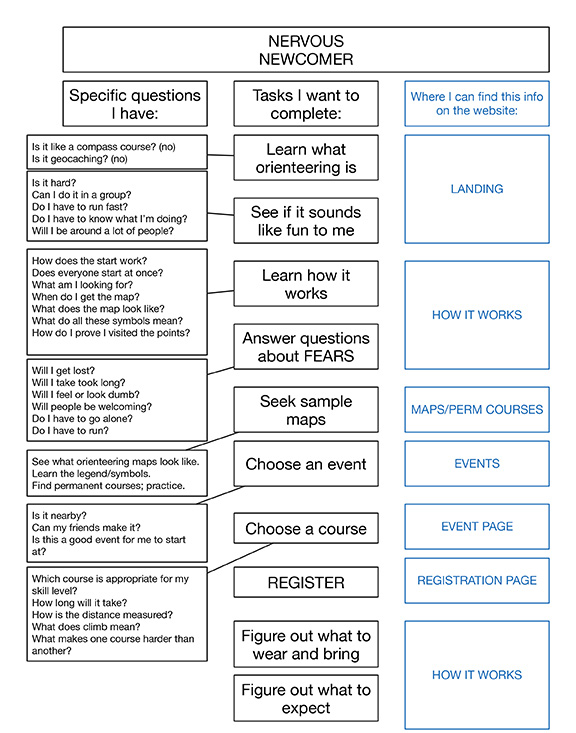 NERVOUS
NEWCOMER
Specific questions
I have:
Tasks I want to
complete:
Where I can find this info
on the website:
Is it like a compass course? (no)
Is it geocaching? (no)
Learn what
orienteering is
LANDING
Is it hard?
Can I do it in a group?
Do I have to run fast?
Do I have to know what I'm doing?
Will I be around a lot of people?
See if it sounds
like fun to me
How does the start work?
Does everyone start at once?
What am I looking for?
When do I get the map?
What does the map look like?
What do all these symbols mean?
How do I prove I visited the points?
Learn how it
works
HOW IT WORKS
Answer questions
about FEARS
Will I get lost?
Will I take took long?
Will I feel or look dumb?
Will people be welcoming?
Do I have to go alone?
Do I have to run?
Seek sample
maps
MAPS/PERM COURSES
See what orienteering maps look like.
Learn the legend/symbols.
Find permanent courses; practice.
Choose an event
EVENTS
Is it nearby?
Can my friends make it?
Is this a good event for me to start
at?
Choose a course
EVENT PAGE
Which course is appropriate for my
skill level?
How long will it take?
How is the distance measured?
What does climb mean?
What makes one course harder than
another?
REGISTER
REGISTRATION PAGE
Figure out what to
wear and bring
Figure out what to
expect
HOW IT WORKS